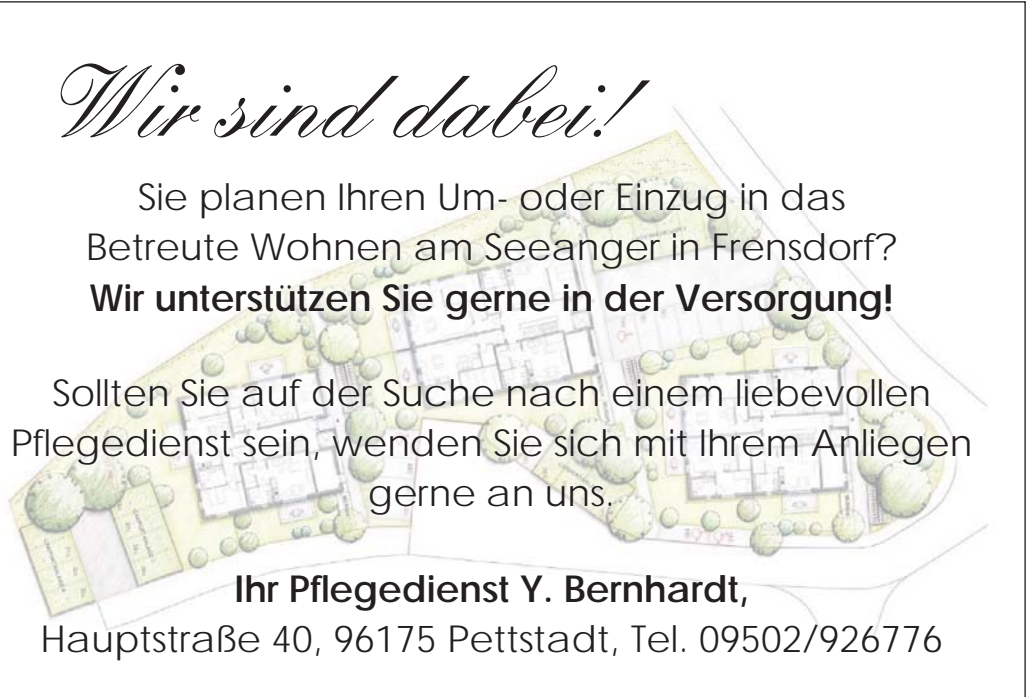 Wir sind dabei!
Sie planen Ihren Um- oder Einzug in das
Betreute Wohnen am Seeanger in Frensdorf?
Wir unterstützen Sie gerne in der Versorgung!
Sollten Sie auf der Suche nach einem liebevollen
Pflegedienst sein, wenden Sie sich mit Ihrem Anliegen
gerne an uns.
Ihr Pflegedienst Y. Bernhardt,
Hauptstraße 40, 96175 Pettstadt, Tel. 09502/926776